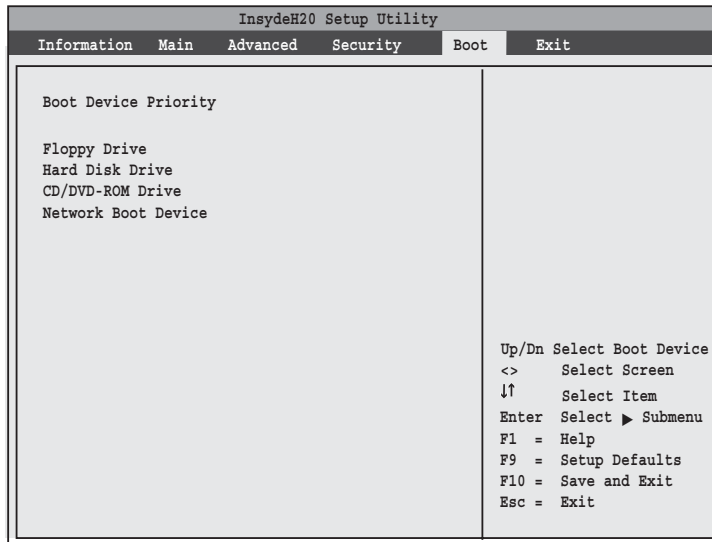 InsydeH20 Setup Utility
Information Main Advanced Security Boot Exit
Boot Device Priority
Floppy Drive
Hard Disk Drive
CD/DVD-ROM Drive
Network Boot Device
Up/Dn Select Boot Device
<> Select Screen
↓↑ Select Item
Enter Select ▶ Submenu
F1 = Help
F9 = Setup Defaults
F10 = Save and Exit
Esc = Exit